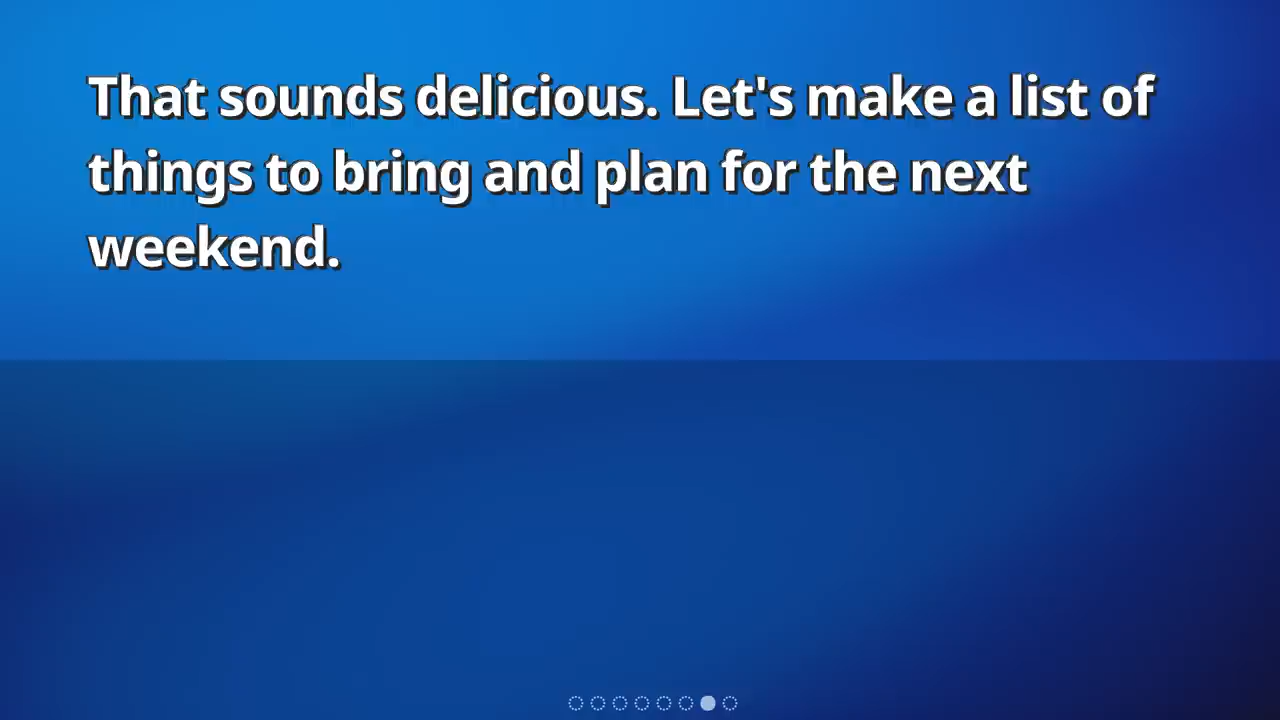 That sounds delicious. Let's make a list of
things to bring and plan for the next
weekend.